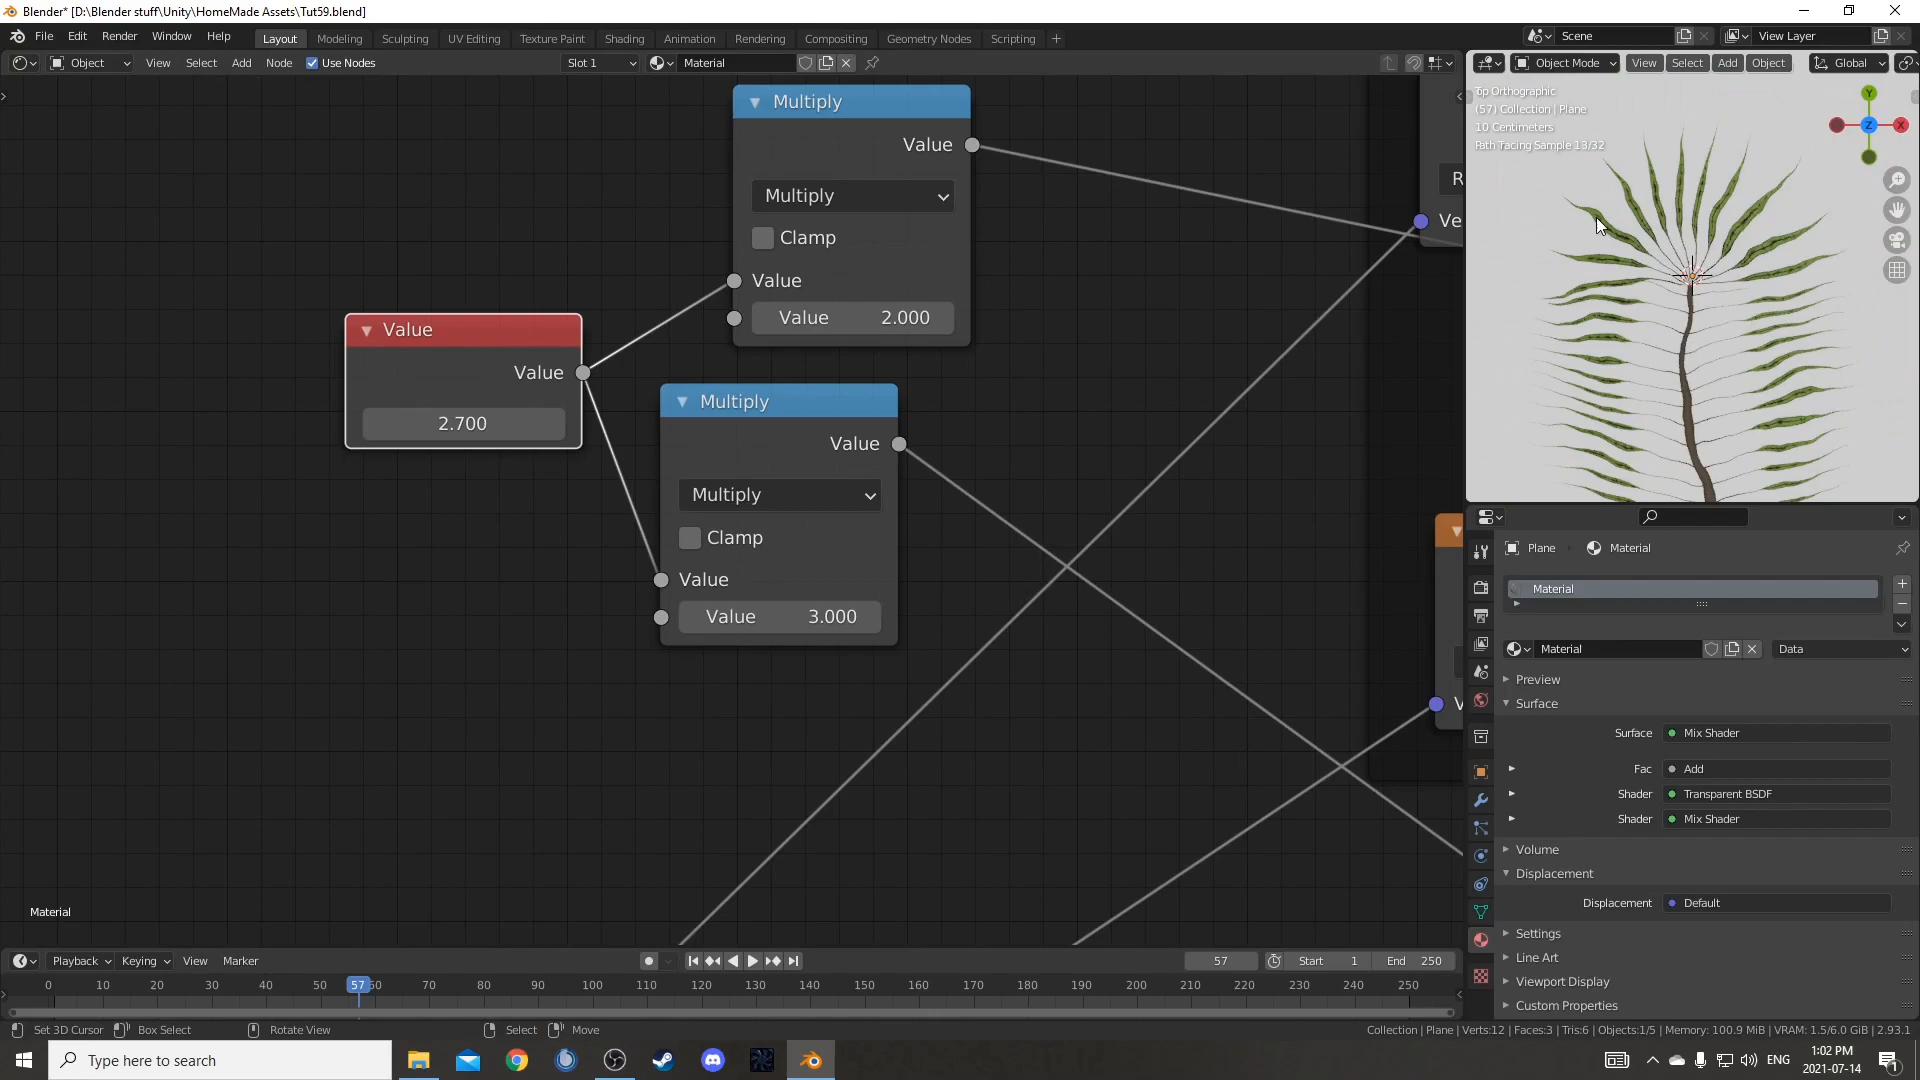 Blender* [D:\Blender stuff\Unity\HomeMade Assets\Tut59.blend]
File Edit Render Window Help Layout Modeling Sculpting UV Editing Texture Paint Shading Animation Rendering Compositing Geometry Nodes Scripting + Scene View Layer
Object View Select Add Node Use Nodes Slot 1 Material Object Mode View Select Add Object Global
Top Orthographic
(57) Collection | Plane
10 Centimeters
Path Tacing Sample 13/32
Y
Z X
Multiply
Value
Multiply
Clamp
Value
Value 2.000
Value
Value
2.700
Multiply
Value
Multiply
Clamp
Value
Value 3.000
R
Ve
V
Material
Plane Material
Material
Material Data
Preview
Surface
Surface Mix Shader
Fac Add
Shader Transparent BSDF
Shader Mix Shader
Volume
Displacement
Displacement Default
Settings
Line Art
Viewport Display
Custom Properties
Playback Keying View Marker 57 Start 1 End 250
0 10 20 30 40 50 57 60 70 80 90 100 110 120 130 140 150 160 170 180 190 200 210 220 230 240 250
Set 3D Cursor Box Select Rotate View Select Move Collection | Plane | Verts:12 | Faces:3 | Tris:6 | Objects:1/5 | Memory: 100.9 MiB | VRAM: 1.5/6.0 GiB | 2.93.1
Type here to search ENG 1:02 PM
2021-07-14
1